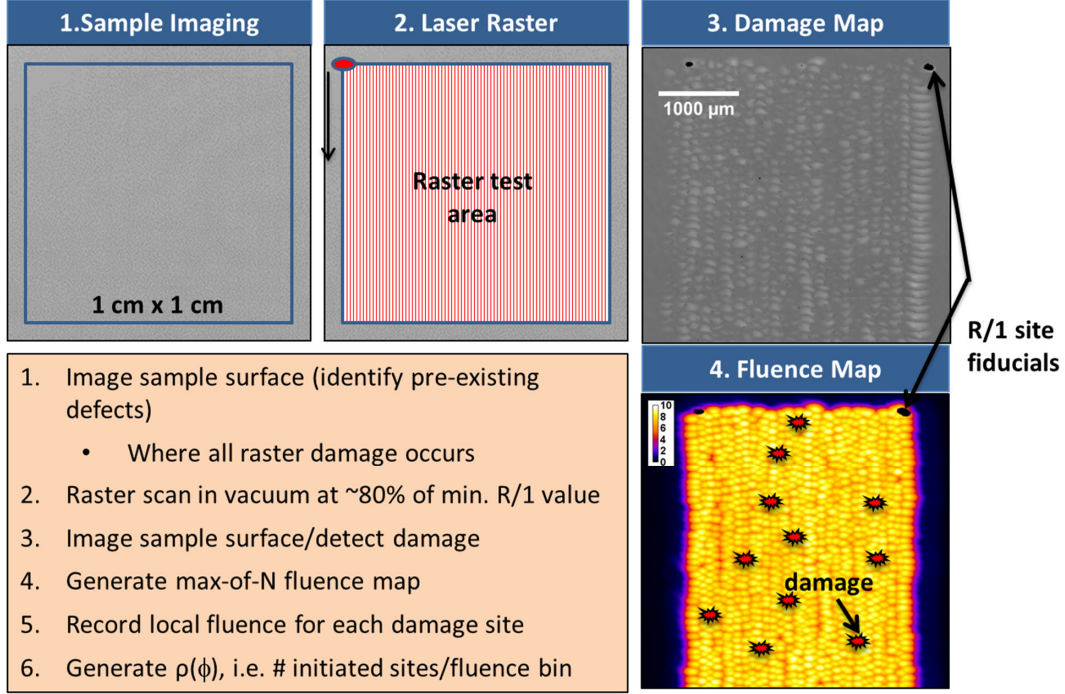 1.Sample Imaging
2. Laser Raster
3. Damage Map
1 cm x 1 cm
Raster test
area
1000 µm
R/1 site
fiducials
4. Fluence Map
10
8
6
4
2
0
damage
1. Image sample surface (identify pre-existing
defects)
• Where all raster damage occurs
2. Raster scan in vacuum at ~80% of min. R/1 value
3. Image sample surface/detect damage
4. Generate max-of-N fluence map
5. Record local fluence for each damage site
6. Generate ρ(ϕ), i.e. # initiated sites/fluence bin